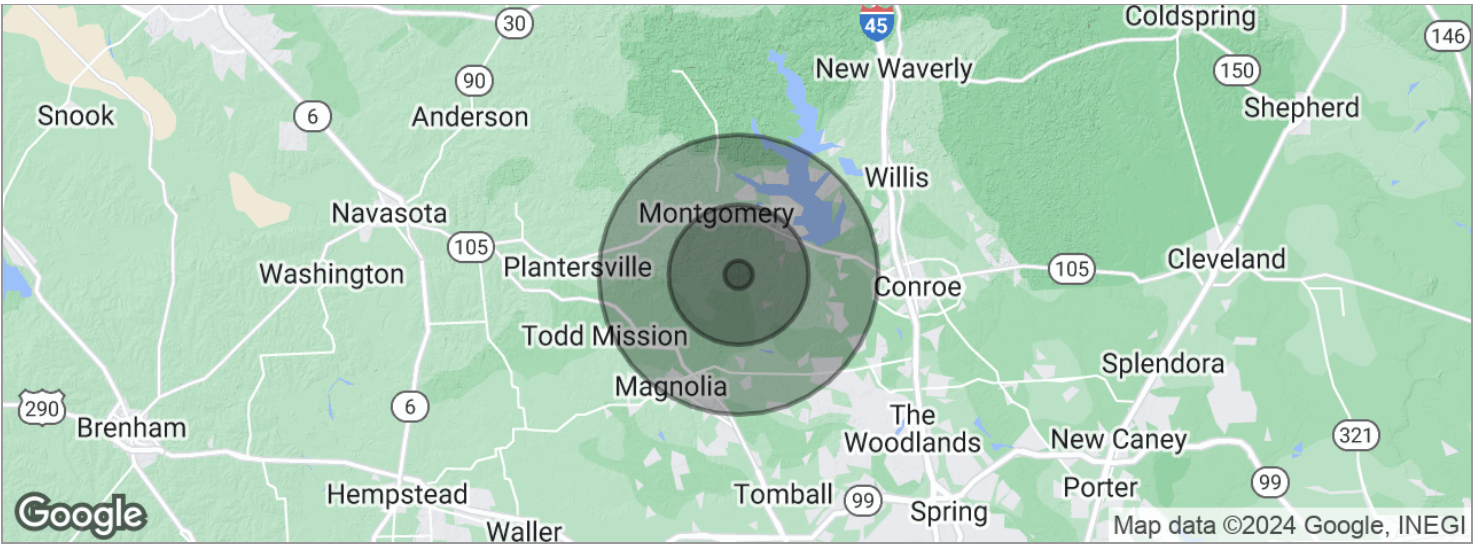 30
45
Coldspring
146
New Waverly
90
150
Snook
6
Anderson
Shepherd
Willis
Navasota
Montgomery
105
Washington
Plantersville
Conroe
105
Cleveland
Todd Mission
Splendora
Magnolia
290
6
Brenham
The
Woodlands
New Caney
321
Hempstead
Tomball
99
Porter
99
Spring
Waller
Google
Map data ©2024 Google, INEGI